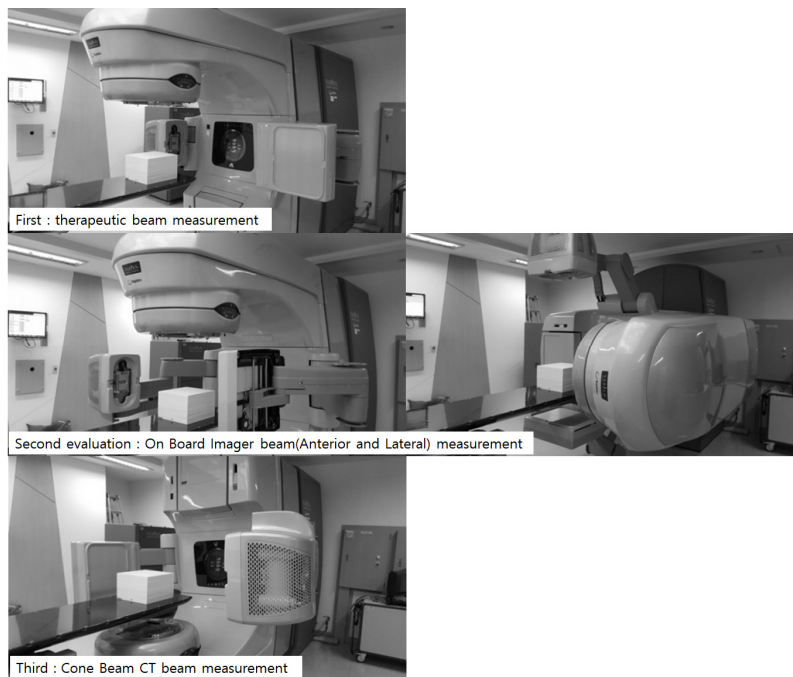 First : therapeutic beam measurement
Second evaluation : On Board Imager beam(Anterior and Lateral) measurement
Third : Cone Beam CT beam measurement